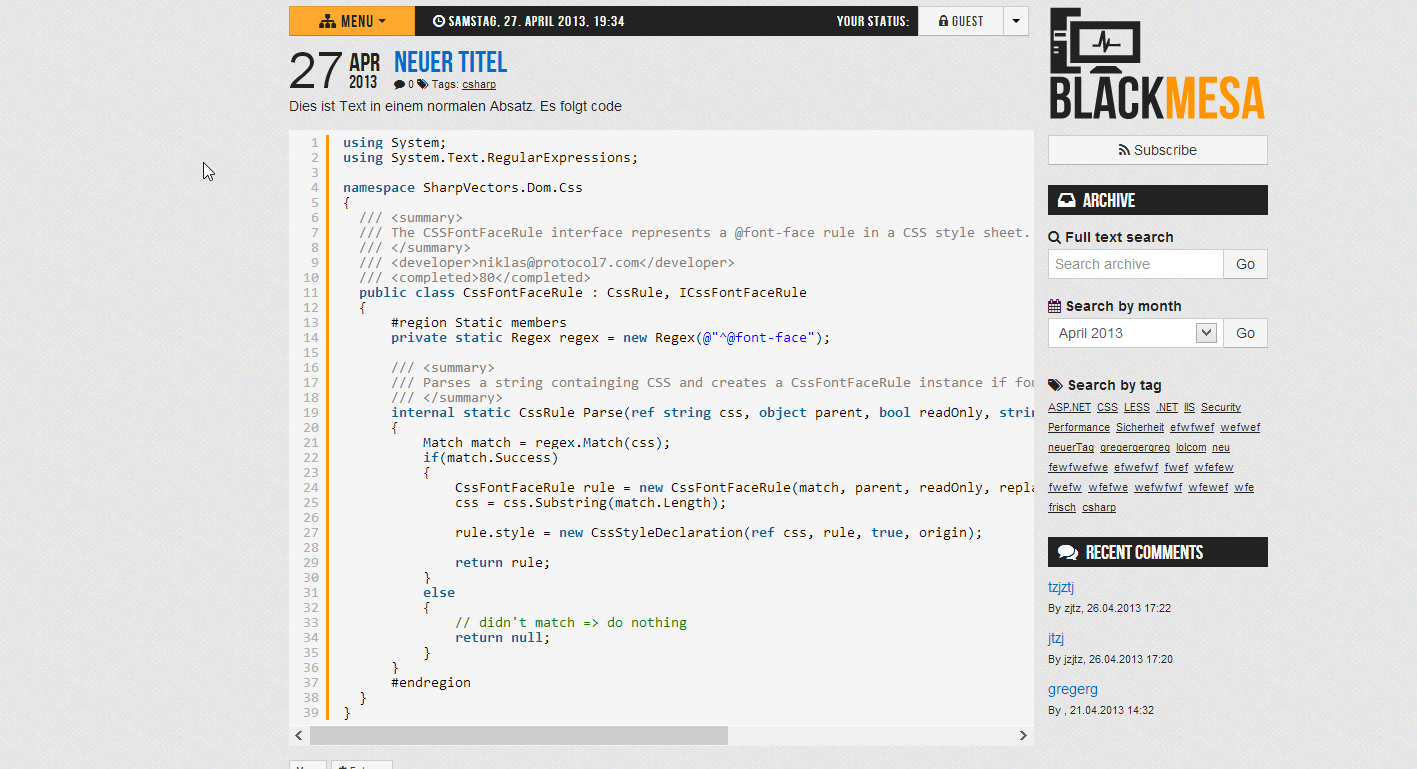 MENU
SAMSTAG, 27. APRIL 2013, 19:34
YOUR STATUS:
GUEST
27 APR 2013
NEUER TITEL
0 Tags: csharp
Dies ist Text in einem normalen Absatz. Es folgt code
1 using System;
2 using System.Text.RegularExpressions;
3
4 namespace SharpVectors.Dom.Css
5 {
6 /// <summary>
7 /// The CSSFontFaceRule interface represents a @font-face rule in a CSS style sheet.
8 /// </summary>
9 /// <developer>niklas@protocol7.com</developer>
10 /// <completed>80</completed>
11 public class CssFontFaceRule : CssRule, ICssFontFaceRule
12 {
13 #region Static members
14 private static Regex regex = new Regex(@"^@font-face");
15
16 /// <summary>
17 /// Parses a string containging CSS and creates a CssFontFaceRule instance if fou
18 /// </summary>
19 internal static CssRule Parse(ref string css, object parent, bool readOnly, strin
20 {
21 Match match = regex.Match(css);
22 if(match.Success)
23 {
24 CssFontFaceRule rule = new CssFontFaceRule(match, parent, readOnly, repla
25 css = css.Substring(match.Length);
26
27 rule.style = new CssStyleDeclaration(ref css, rule, true, origin);
28
29 return rule;
30 }
31 else
32 {
33 // didn't match => do nothing
34 return null;
35 }
36 }
37 #endregion
38 }
39 }
BLACKMESA
Subscribe
ARCHIVE
Full text search
Search archive Go
Search by month
April 2013 Go
Search by tag
ASP.NET CSS LESS .NET IIS Security
Performance Sicherheit efwfwef wefwef
neuerTag gregergergreg lolcom neu
fewfwefwe efwefwf fwef wfefew
fwefw wfefwe wefwfwf wfewef wfe
frisch csharp
RECENT COMMENTS
tzjztj
By zjtz, 26.04.2013 17:22
jtzj
By jzjtz, 26.04.2013 17:20
gregerg
By , 21.04.2013 14:32